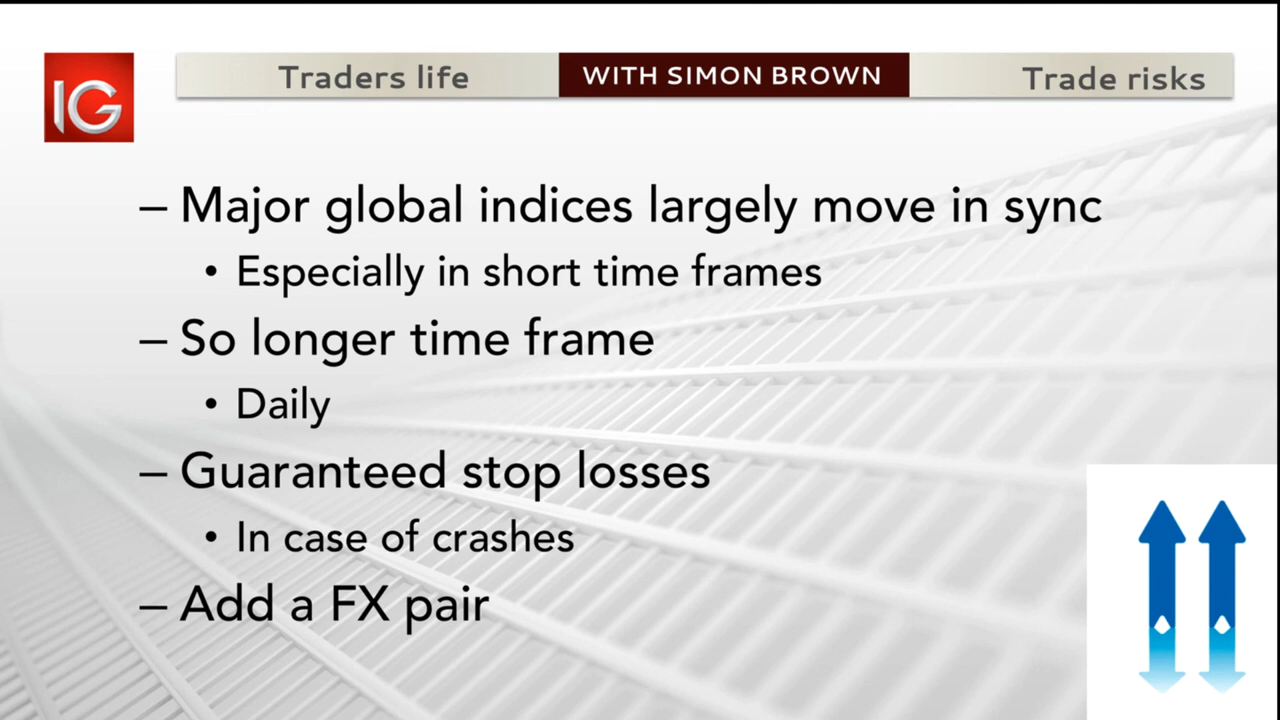 IG
Traders life
WITH SIMON BROWN
Trade risks
– Major global indices largely move in sync
• Especially in short time frames
– So longer time frame
• Daily
– Guaranteed stop losses
• In case of crashes
– Add a FX pair